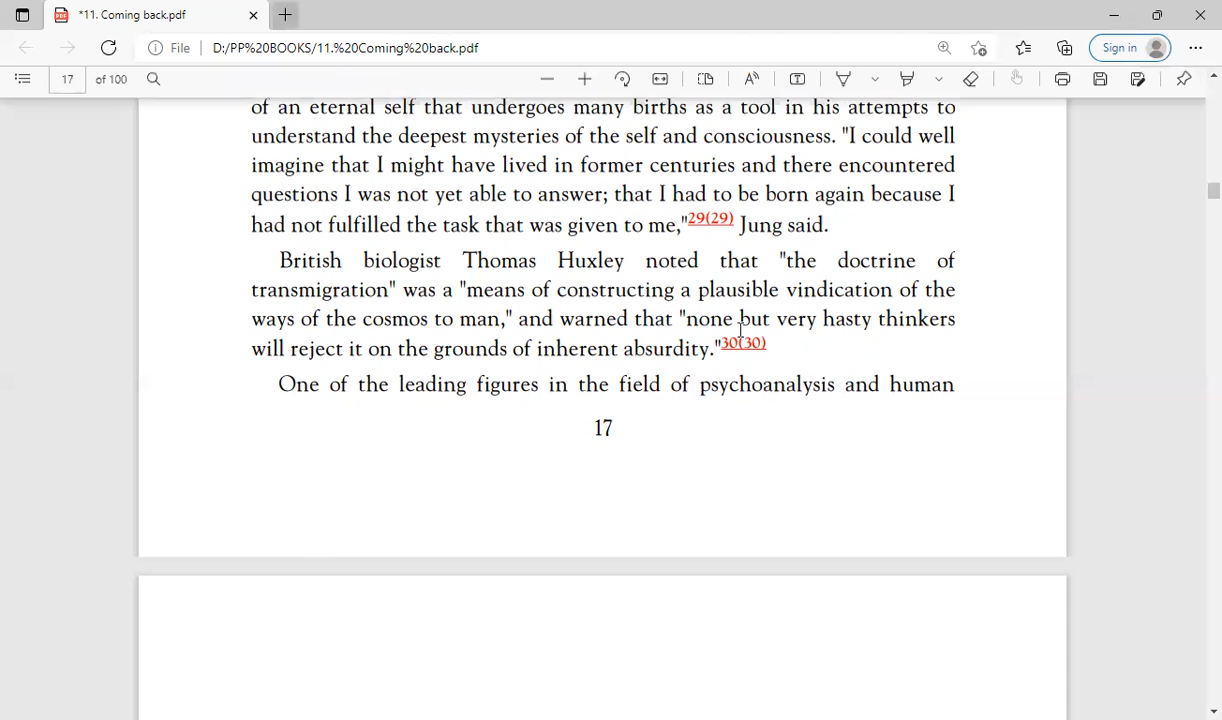 *11. Coming back.pdf
File D:/PP%20BOOKS/11.%20Coming%20back.pdf
Sign in
17 of 100
of an eternal self that undergoes many births as a tool in his attempts to
understand the deepest mysteries of the self and consciousness. "I could well
imagine that I might have lived in former centuries and there encountered
questions I was not yet able to answer; that I had to be born again because I
had not fulfilled the task that was given to me,"29(29) Jung said.
British biologist Thomas Huxley noted that "the doctrine of
transmigration" was a "means of constructing a plausible vindication of the
ways of the cosmos to man," and warned that "none but very hasty thinkers
will reject it on the grounds of inherent absurdity."30(30)
One of the leading figures in the field of psychoanalysis and human
17